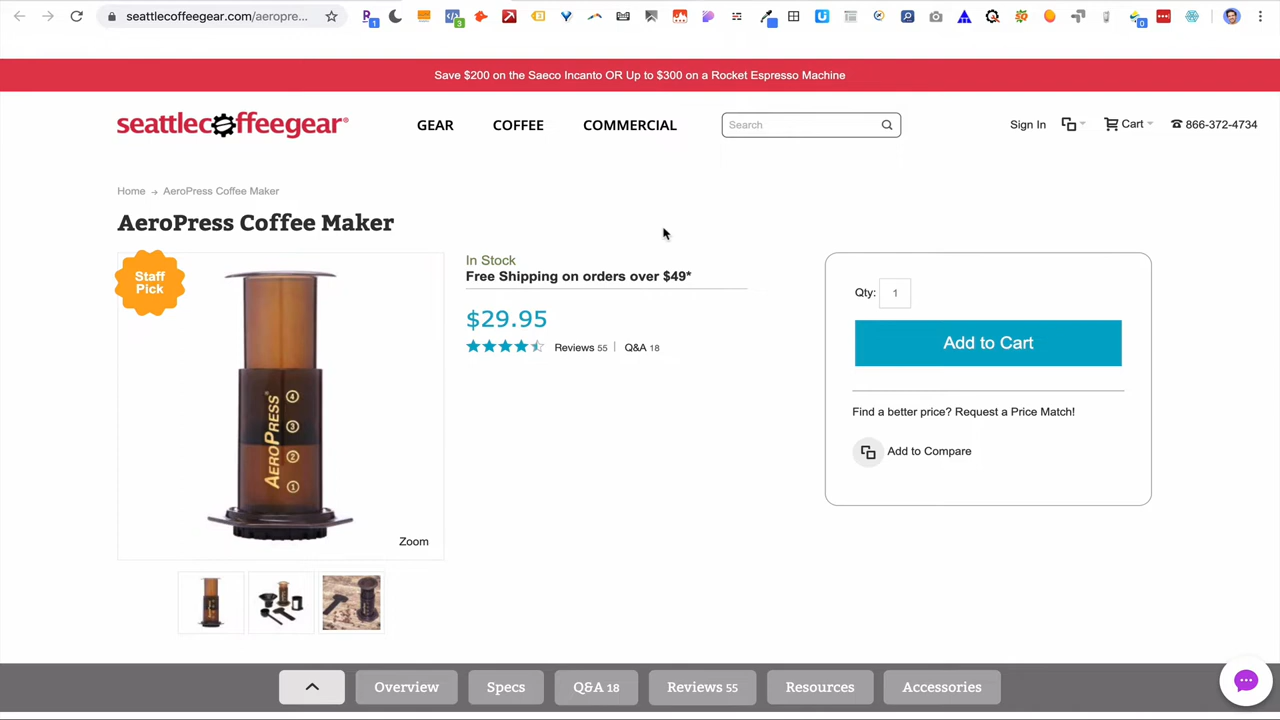 seattlecoffeegear.com/aeropre...
1
3
0
Save $200 on the Saeco Incanto OR Up to $300 on a Rocket Espresso Machine
seattlecoffeegear®
GEAR
COFFEE
COMMERCIAL
Search
Sign In
Cart
866-372-4734
Home → AeroPress Coffee Maker
AeroPress Coffee Maker
Staff
Pick
AEROPRESS®
4
3
2
1
Zoom
In Stock
Free Shipping on orders over $49*
$29.95
Reviews 55 | Q&A 18
Qty: 1
Add to Cart
Find a better price? Request a Price Match!
Add to Compare
Overview
Specs
Q&A 18
Reviews 55
Resources
Accessories